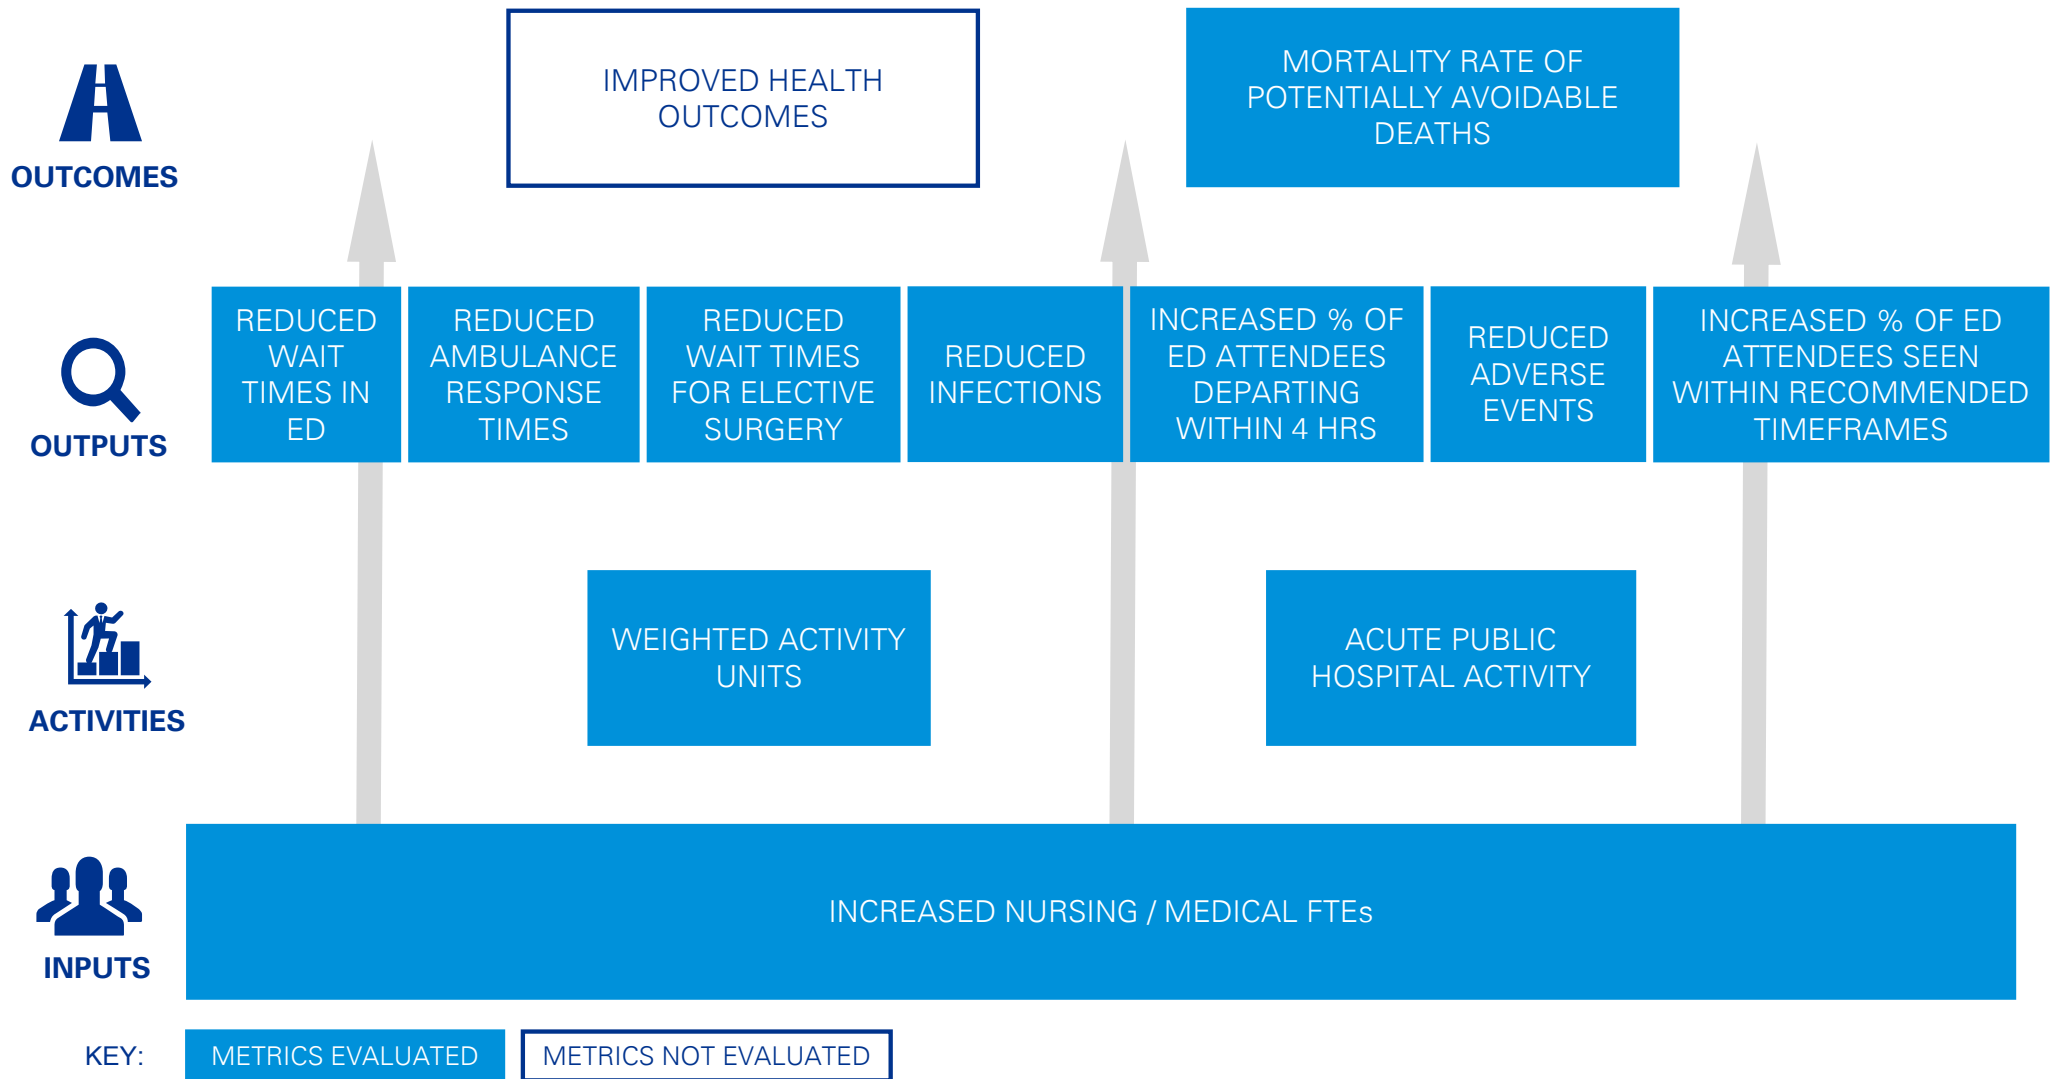 OUTCOMES
IMPROVED HEALTH
OUTCOMES
MORTALITY RATE OF
POTENTIALLY AVOIDABLE
DEATHS
OUTPUTS
REDUCED
WAIT
TIMES IN
ED
REDUCED
AMBULANCE
RESPONSE
TIMES
REDUCED
WAIT TIMES
FOR ELECTIVE
SURGERY
REDUCED
INFECTIONS
INCREASED % OF
ED ATTENDEES
DEPARTING
WITHIN 4 HRS
REDUCED
ADVERSE
EVENTS
INCREASED % OF ED
ATTENDEES SEEN
WITHIN RECOMMENDED
TIMEFRAMES
ACTIVITIES
WEIGHTED ACTIVITY
UNITS
ACUTE PUBLIC
HOSPITAL ACTIVITY
INPUTS
INCREASED NURSING / MEDICAL FTEs
KEY:
METRICS EVALUATED
METRICS NOT EVALUATED